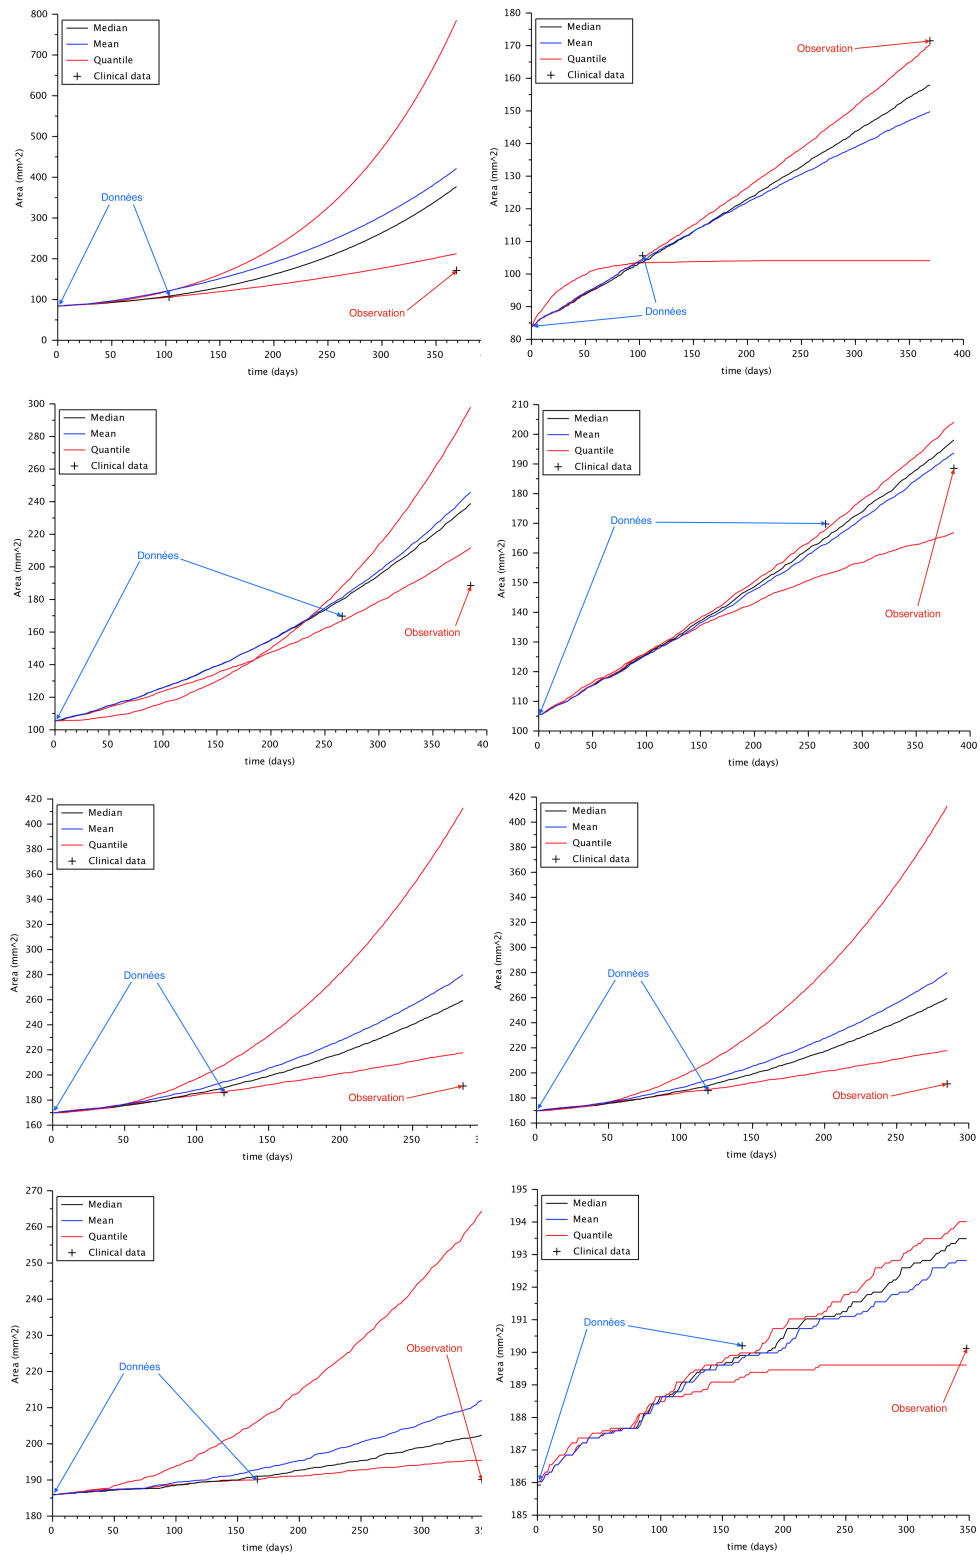 800
700
600
500
400
300
200
100
0
Area (mm^2)
Median
Mean
Quantile
Clinical data
Données
Observation
0 50 100 150 200 250 300 350
time (days)
180
170
160
150
140
130
120
110
100
90
80
Area (mm^2)
Median
Mean
Quantile
Clinical data
Observation
Données
0 50 100 150 200 250 300 350 400
time (days)
300
280
260
240
220
200
180
160
140
120
100
Area (mm^2)
Median
Mean
Quantile
Clinical data
Données
Observation
0 50 100 150 200 250 300 350 40
time (days)
210
200
190
180
170
160
150
140
130
120
110
100
Area (mm^2)
Median
Mean
Quantile
Clinical data
Données
Observation
0 50 100 150 200 250 300 350 400
time (days)
420
400
380
360
340
320
300
280
260
240
220
200
180
160
Area (mm^2)
Median
Mean
Quantile
Clinical data
Données
Observation
0 50 100 150 200 250
time (days)
420
400
380
360
340
320
300
280
260
240
220
200
180
160
Area (mm^2)
Median
Mean
Quantile
Clinical data
Données
Observation
0 50 100 150 200 250 300
time (days)
270
260
250
240
230
220
210
200
190
180
Area (mm^2)
Median
Mean
Quantile
Clinical data
Observation
Données
0 50 100 150 200 250 300
time (days)
195
194
193
192
191
190
189
188
187
186
185
Area (mm^2)
Median
Mean
Quantile
Clinical data
Données
Observation
0 50 100 150 200 250 300 350
time (days)